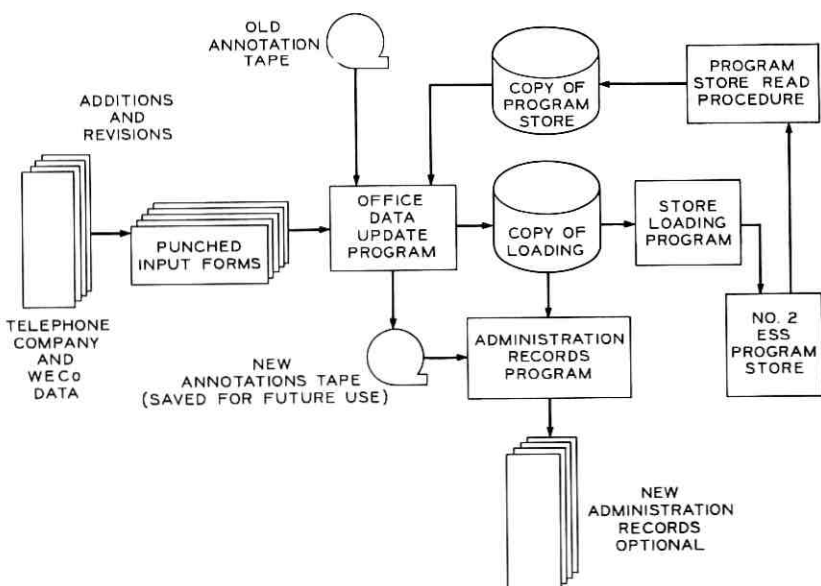 OLD
ANNOTATION
TAPE
COPY OF
PROGRAM
STORE
PROGRAM
STORE READ
PROCEDURE
ADDITIONS
AND
REVISIONS
PUNCHED
INPUT FORMS
OFFICE
DATA
UPDATE
PROGRAM
COPY OF
LOADING
STORE
LOADING
PROGRAM
TELEPHONE
COMPANY
AND
WECO
DATA
NEW
ANNOTATIONS TAPE
(SAVED FOR FUTURE USE)
ADMINISTRATION
RECORDS
PROGRAM
NO. 2
ESS
PROGRAM
STORE
NEW
ADMINISTRATION
RECORDS
OPTIONAL